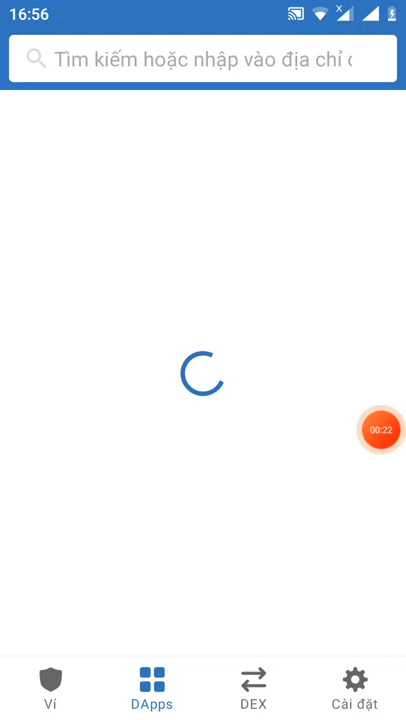 16:56
Tìm kiếm hoặc nhập vào địa chỉ
00:22
Ví
DApps
DEX
Cài đặt